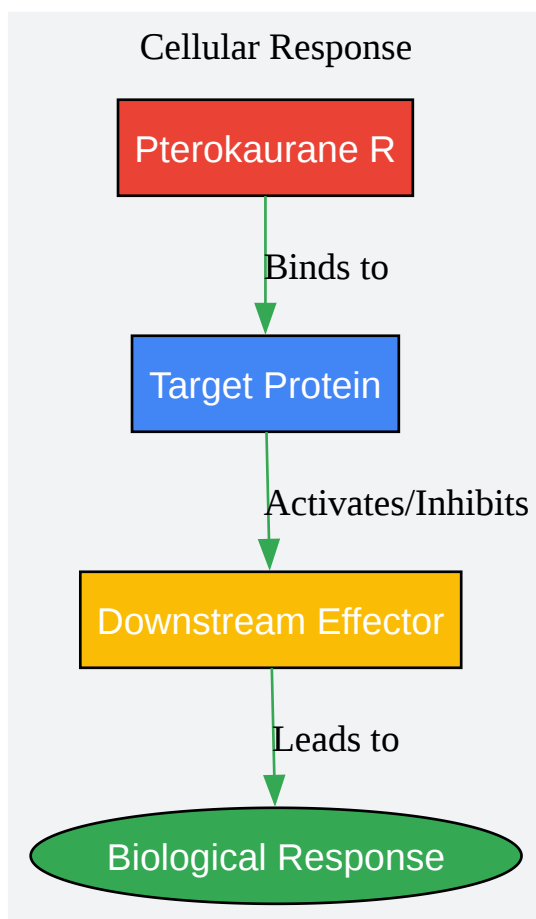 Cellular Response
Pterokaurane R
Binds to
Target Protein
Activates/Inhibits
Downstream Effector
Leads to
Biological Response